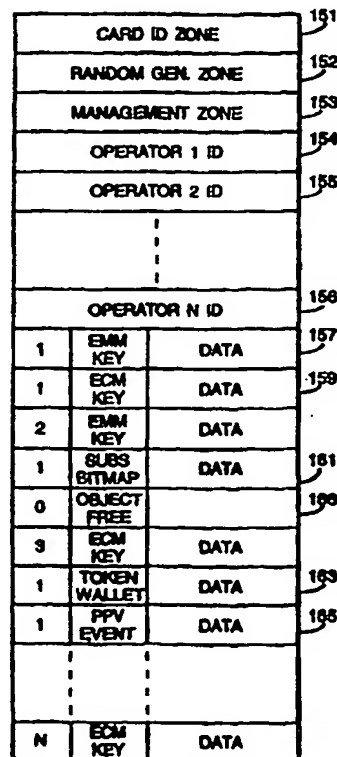 CARD ID ZONE 151
RANDOM GEN. ZONE 152
MANAGEMENT ZONE 153
OPERATOR 1 ID 154
OPERATOR 2 ID 155
OPERATOR N ID 156
1 EMM KEY DATA 157
1 ECM KEY DATA 159
2 EMM KEY DATA
1 SUBS BITMAP DATA 161
0 OBJECT FREE 166
3 ECM KEY DATA
1 TOKEN WALLET DATA 163
1 PPV EVENT DATA 165
N ECM KEY DATA